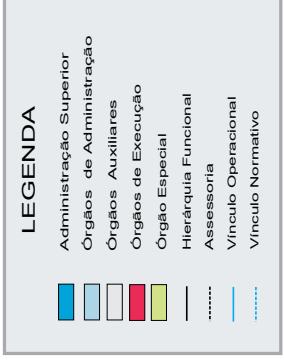 LEGENDA
Administração Superior
Órgãos de Administração
Órgãos Auxiliares
Órgãos de Execução
Órgão Especial
Hierárquia Funcional
Assessoria
Vínculo Operacional
Vínculo Normativo